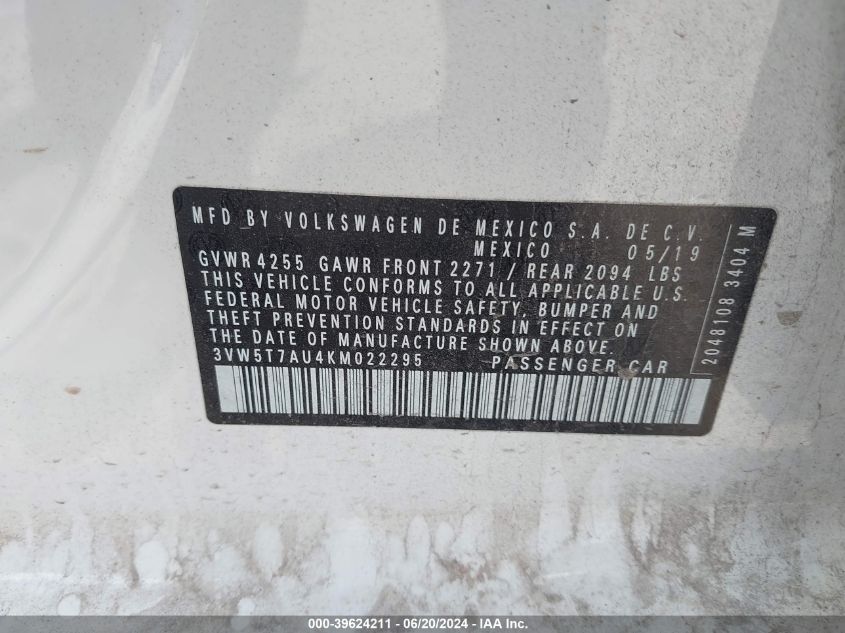 MFD BY VOLKSWAGEN DE MEXICO S.A. DE C.V.
MEXICO 05/19
GVWR 4255 GAWR FRONT 2271 / REAR 2094 LBS
THIS VEHICLE CONFORMS TO ALL APPLICABLE U.S.
FEDERAL MOTOR VEHICLE SAFETY, BUMPER AND
THEFT PREVENTION STANDARDS IN EFFECT ON
THE DATE OF MANUFACTURE SHOWN ABOVE.
3VW5T7AU4KM022295 PASSENGER CAR
2048108 3404 M
000-39624211 - 06/20/2024 - IAA Inc.